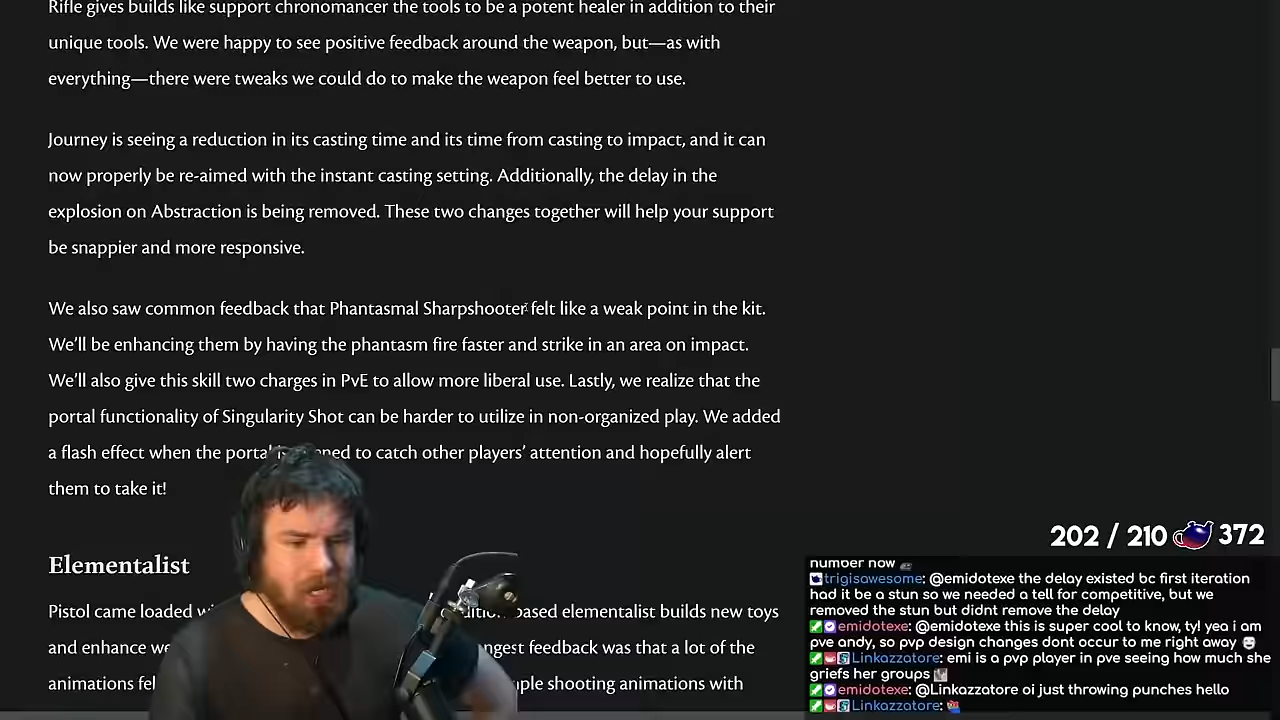 Rifle gives builds like support chronomancer the tools to be a potent healer in addition to their
unique tools. We were happy to see positive feedback around the weapon, but—as with
everything—there were tweaks we could do to make the weapon feel better to use.
Journey is seeing a reduction in its casting time and its time from casting to impact, and it can
now properly be re-aimed with the instant casting setting. Additionally, the delay in the
explosion on Abstraction is being removed. These two changes together will help your support
be snappier and more responsive.
We also saw common feedback that Phantasmal Sharpshooter felt like a weak point in the kit.
We'll be enhancing them by having the phantasm fire faster and strike in an area on impact.
We'll also give this skill two charges in PvE to allow more liberal use. Lastly, we realize that the
portal functionality of Singularity Shot can be harder to utilize in non-organized play. We added
a flash effect when the portal to catch other players' attention and hopefully alert
them to take it!
Elementalist
Pistol came loaded based elementalist builds new toys
and enhance feedback was that a lot of the
animations shooting animations with
202 / 210 372
number now
trigisawesome: @emidotexe the delay existed bc first iteration
had it be a stun so we needed a tell for competitive, but we
removed the stun but didnt remove the delay
emidotexe: @emidotexe this is super cool to know, ty! yea i am
pve andy, so pvp design changes dont occur to me right away
Linkazzatore: emi is a pvp player in pve seeing how much she
griefs her groups
emidotexe: @Linkazzatore oi just throwing punches hello
Linkazzatore: